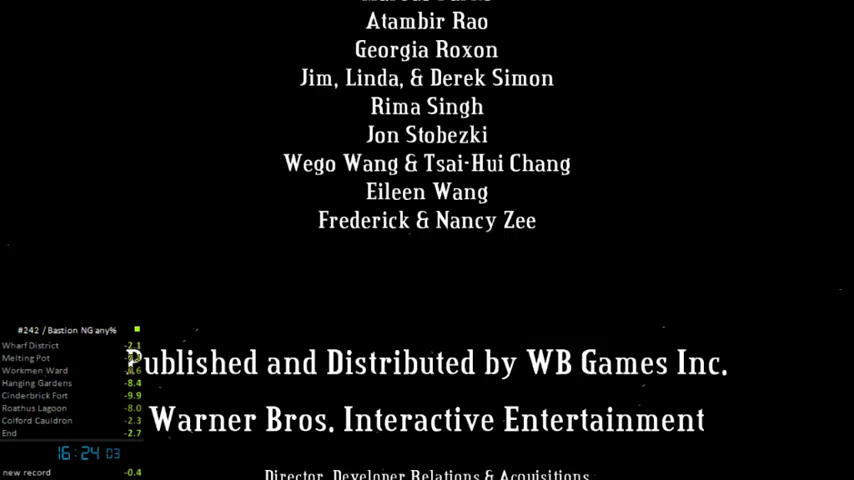 Atambir Rao
Georgia Roxon
Jim, Linda, & Derek Simon
Rima Singh
Jon Stobezki
Wego Wang & Tsai-Hui Chang
Eileen Wang
Frederick & Nancy Zee
Published and Distributed by WB Games Inc.
Warner Bros. Interactive Entertainment
Director, Developer Relations & Acquisitions
#242 / Bastion NG any%
Wharf District -2.1
Melting Pot
Workmen Ward
Hanging Gardens -8.4
Cinderbrick Fort -9.9
Roathus Lagoon -8.0
Colford Cauldron -2.3
End -2.7
16:24 03
new record -0.4